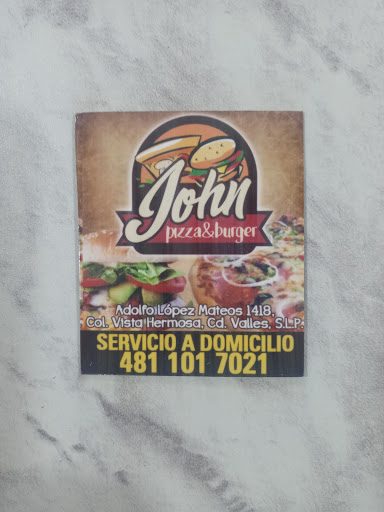 John
pizza&burger
Adolfo López Mateos 1418,
Col. Vista Hermosa, Cd. Valles, S.L.P.
SERVICIO A DOMICILIO
481 101 7021